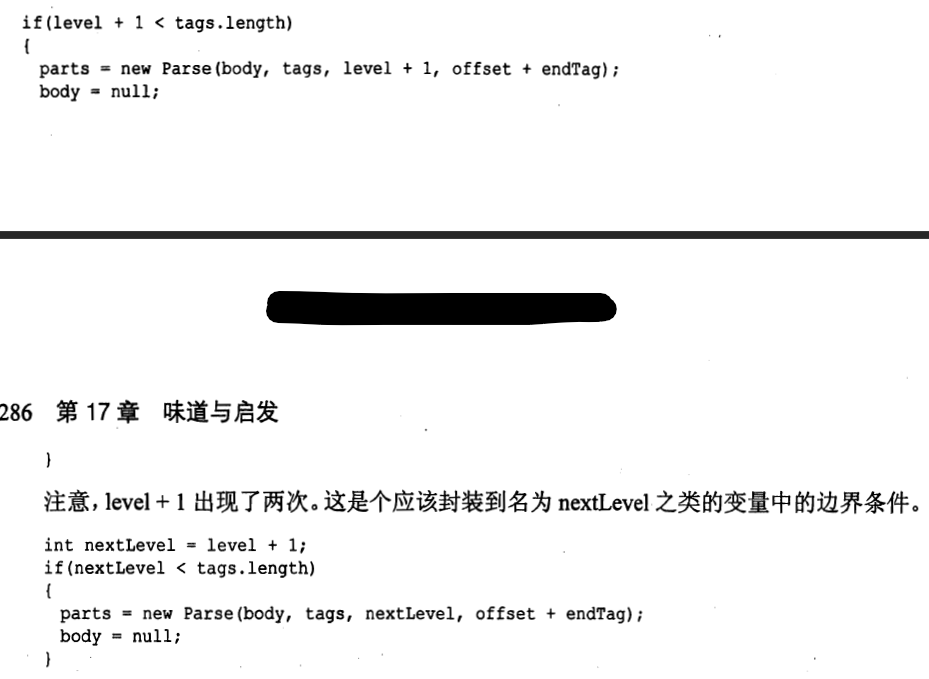 if(level + 1 < tags.length)
{
parts = new Parse(body, tags, level + 1, offset + endTag);
body = null;
286 第 17 章 味道与启发
}
注意，level + 1 出现了两次。这是个应该封装到名为 nextLevel 之类的变量中的边界条件。
int nextLevel = level + 1;
if(nextLevel < tags.length)
{
parts = new Parse(body, tags, nextLevel, offset + endTag);
body = null;
}